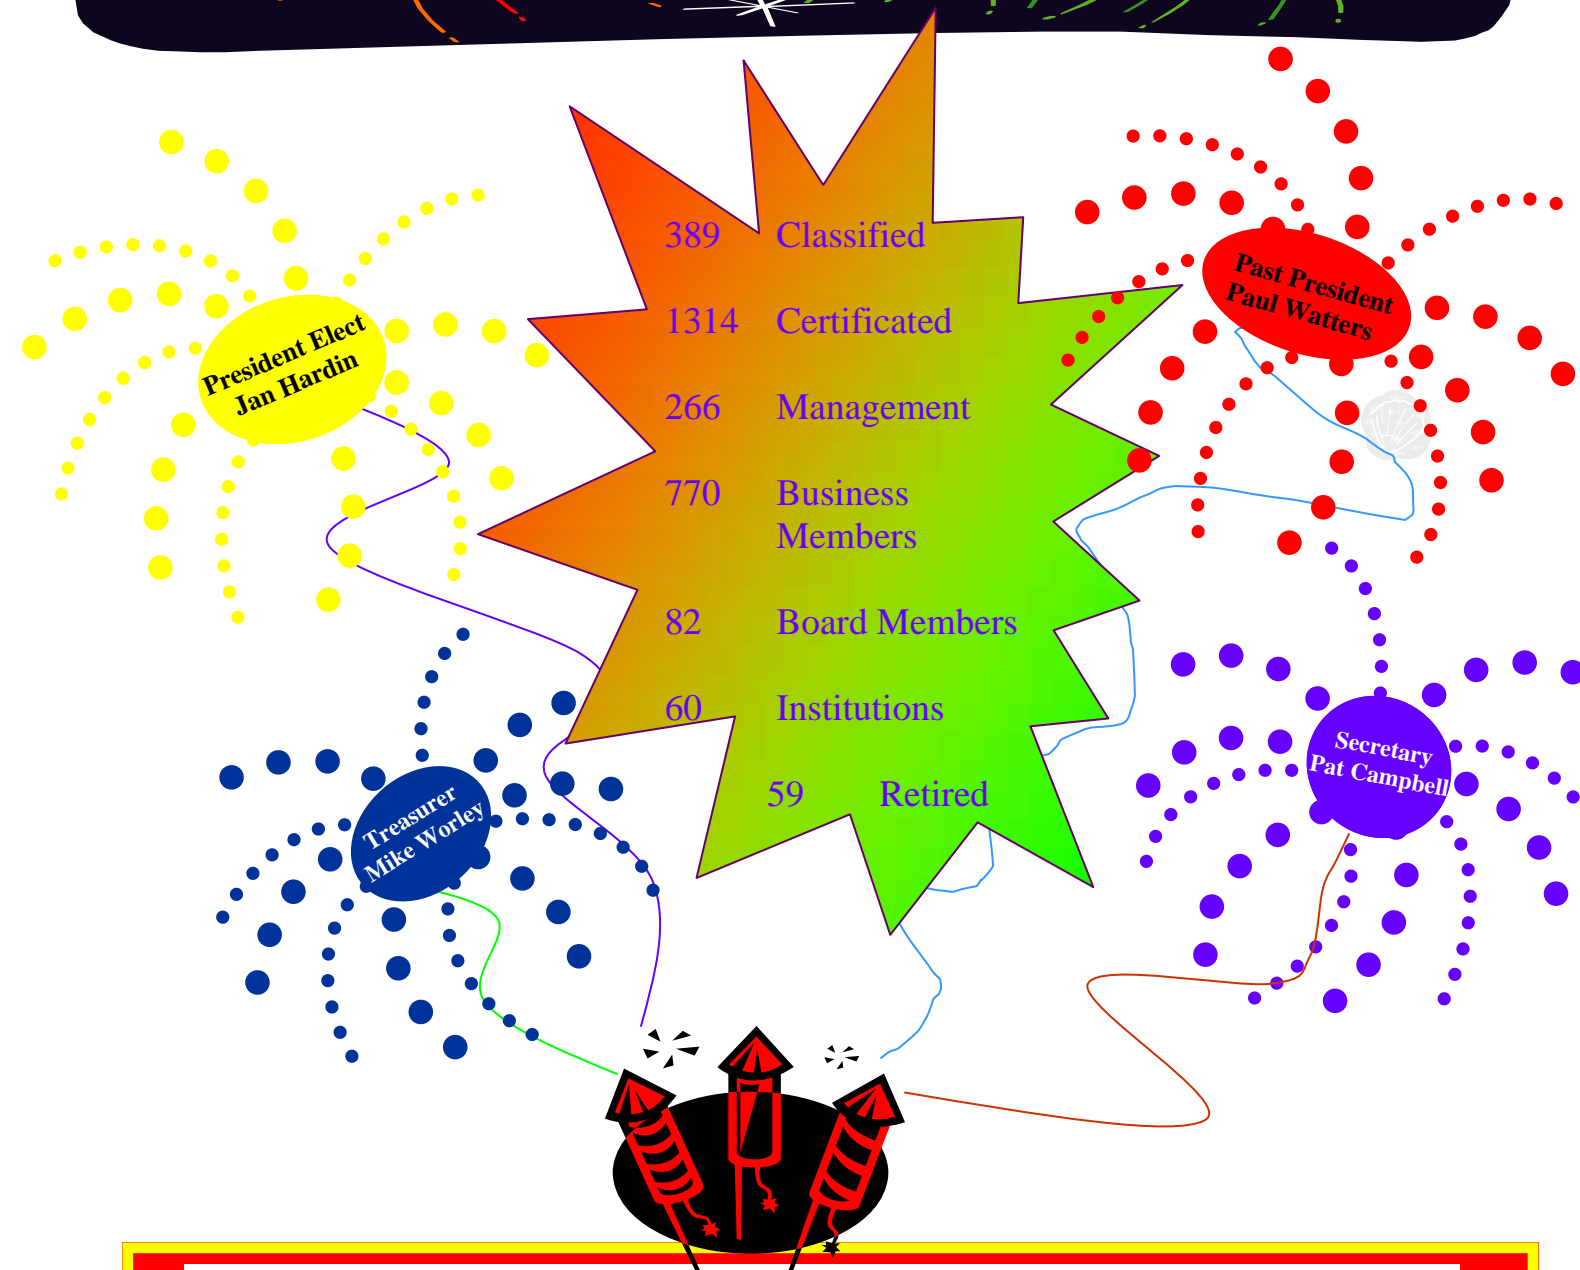 389 Classified
1314 Certificated
266 Management
770 Business
Members
82 Board Members
60 Institutions
59 Retired
President Elect
Jan Hardin
Past President
Paul Watters
Treasurer
Mike Worley
Secretary
Pat Campbell